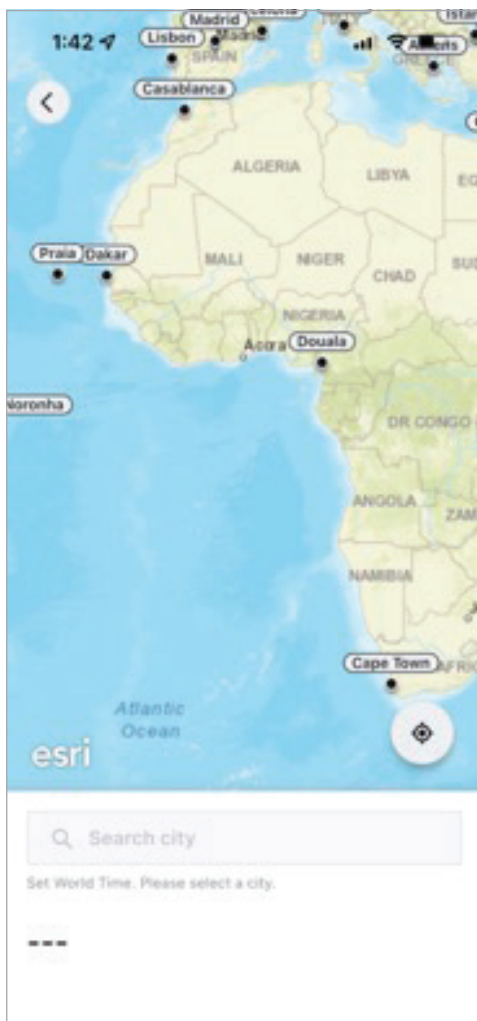 Madrid
1:42
Lisbon
SPAIN
Casablanca
ALGERIA
LIBYA
Praia
Dakar
MALI
NIGER
CHAD
NIGERIA
Accra
Douala
Noronha
DR CONGO
ANGOLA
NAMIBIA
Cape Town
Atlantic
Ocean
esri
Search city
Set World Time. Please select a city.
---